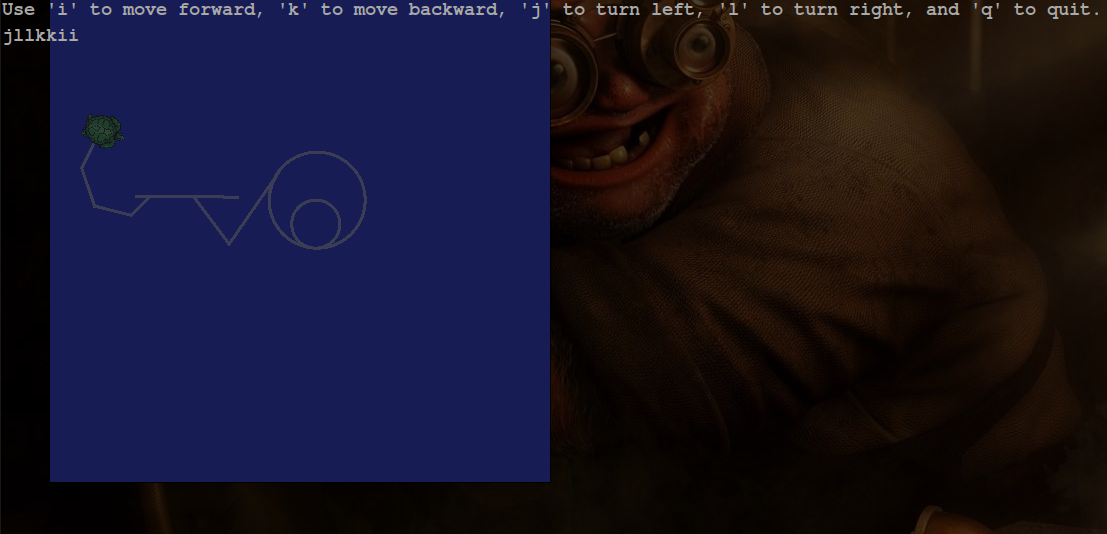 Use 'i' to move forward, 'k' to move backward, 'j' to turn left, 'l' to turn right, and 'q' to quit.
jllkkii